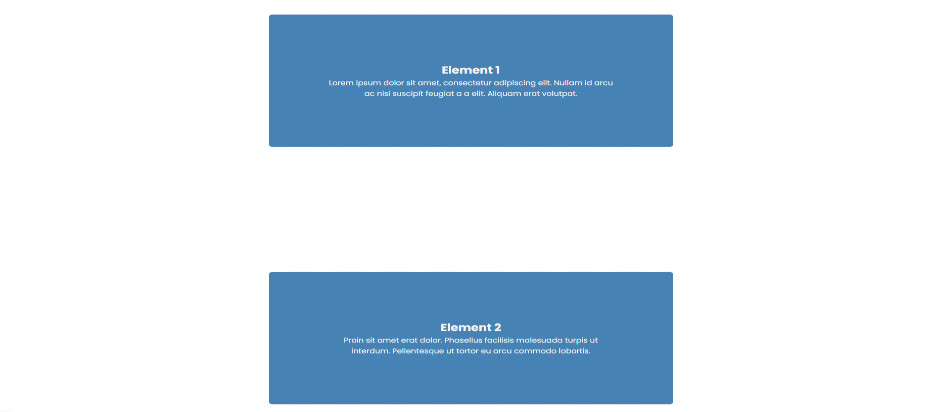 Element 1
Lorem ipsum dolor sit amet, consectetur adipiscing elit. Nullam id arcu
ac nisl suscipit feugiat a a elit. Aliquam erat volutpat.
Element 2
Proin sit amet erat dolor. Phasellus facilisis malesuada turpis ut
interdum. Pellentesque ut tortor eu arcu commodo lobortis.